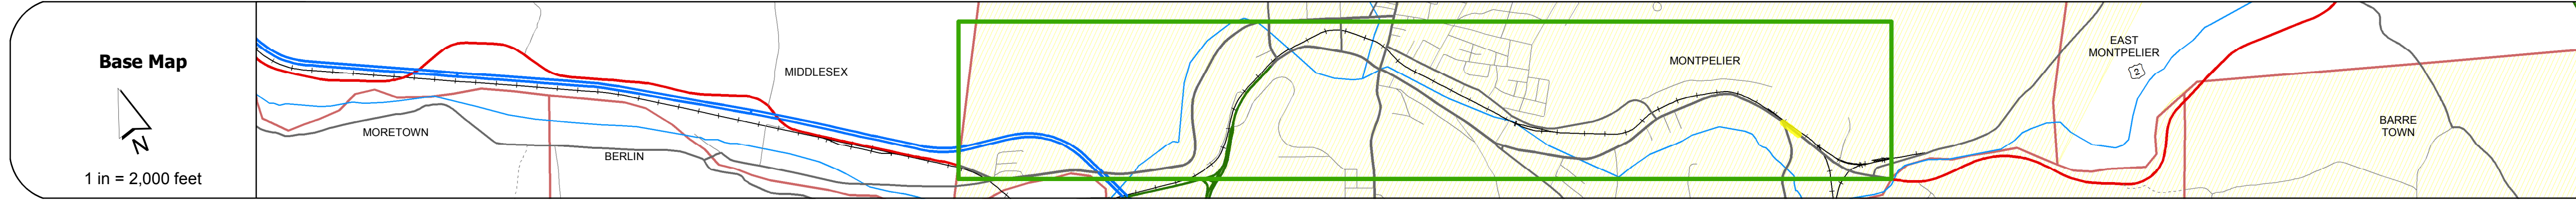 Base Map
N
1 in = 2,000 feet
MIDDLESEX
MORETOWN
BERLIN
MONTPELIER
EAST
MONTPELIER
2
BARRE
TOWN